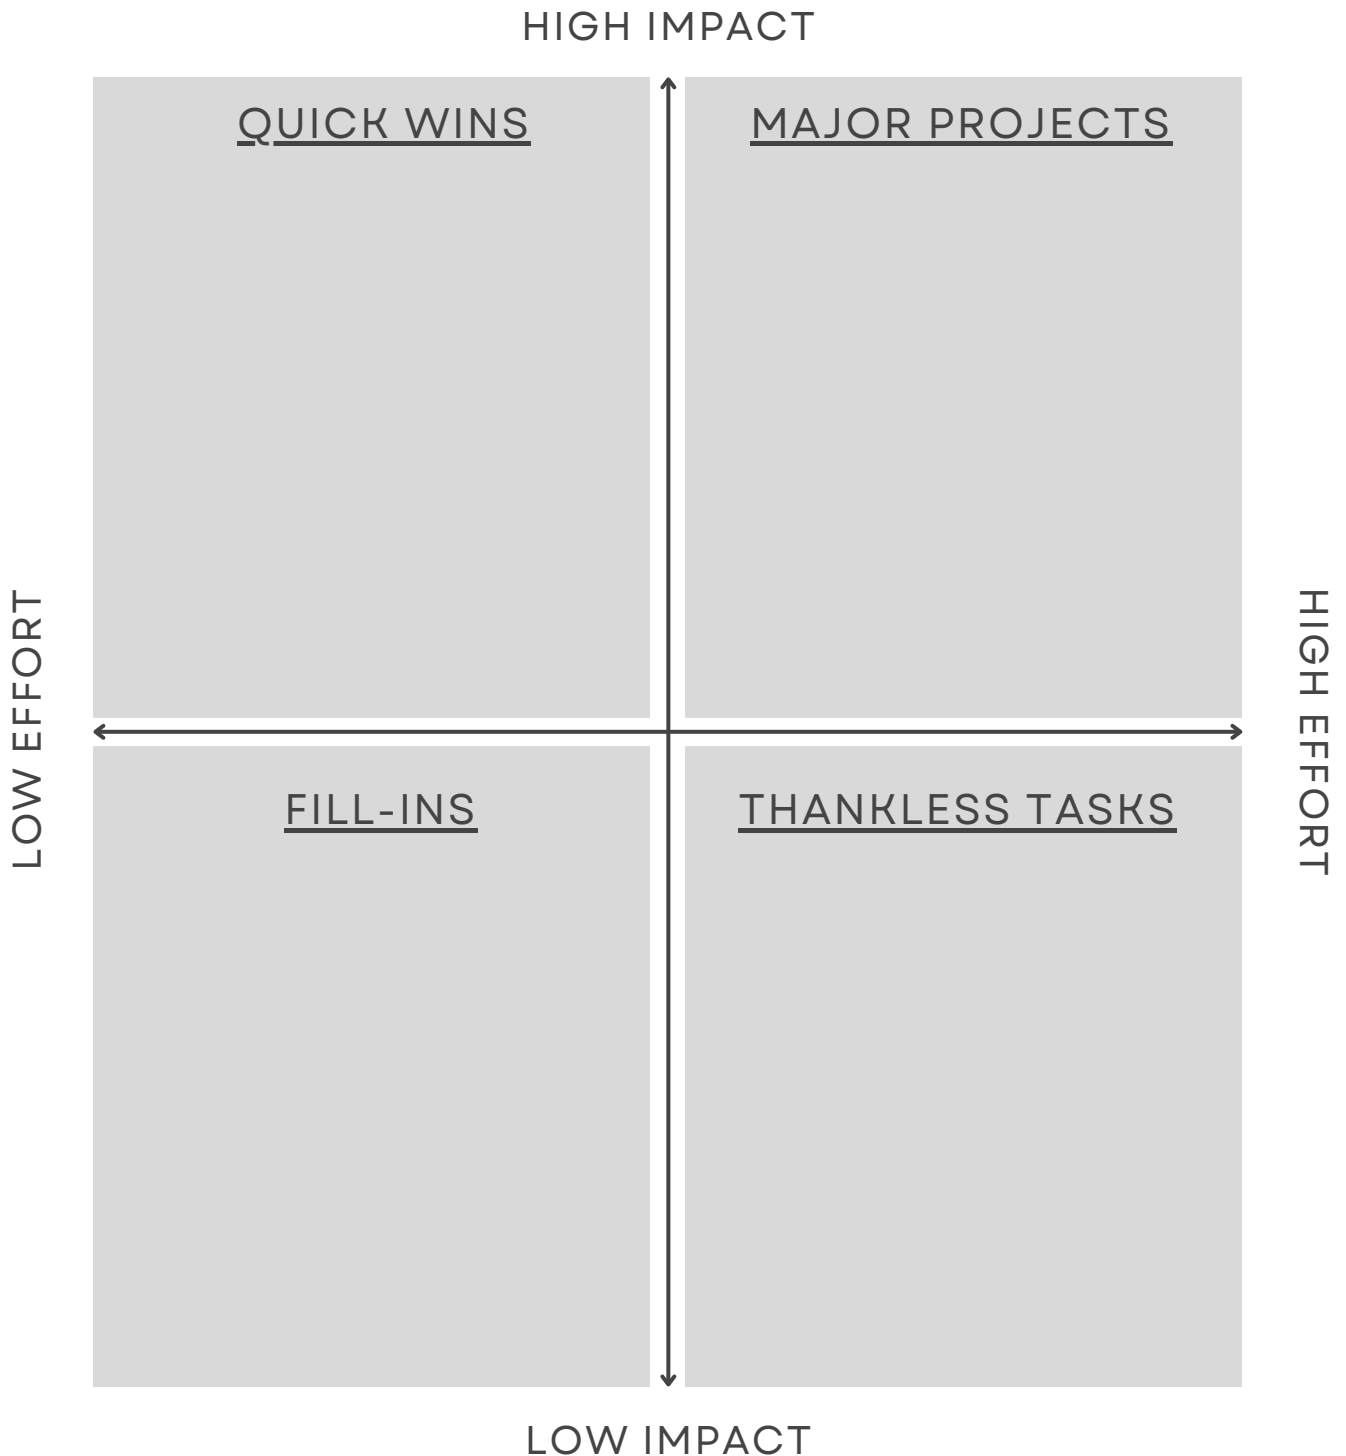 HIGH IMPACT
QUICK WINS
MAJOR PROJECTS
LOW EFFORT
HIGH EFFORT
FILL-INS
THANKLESS TASKS
LOW IMPACT